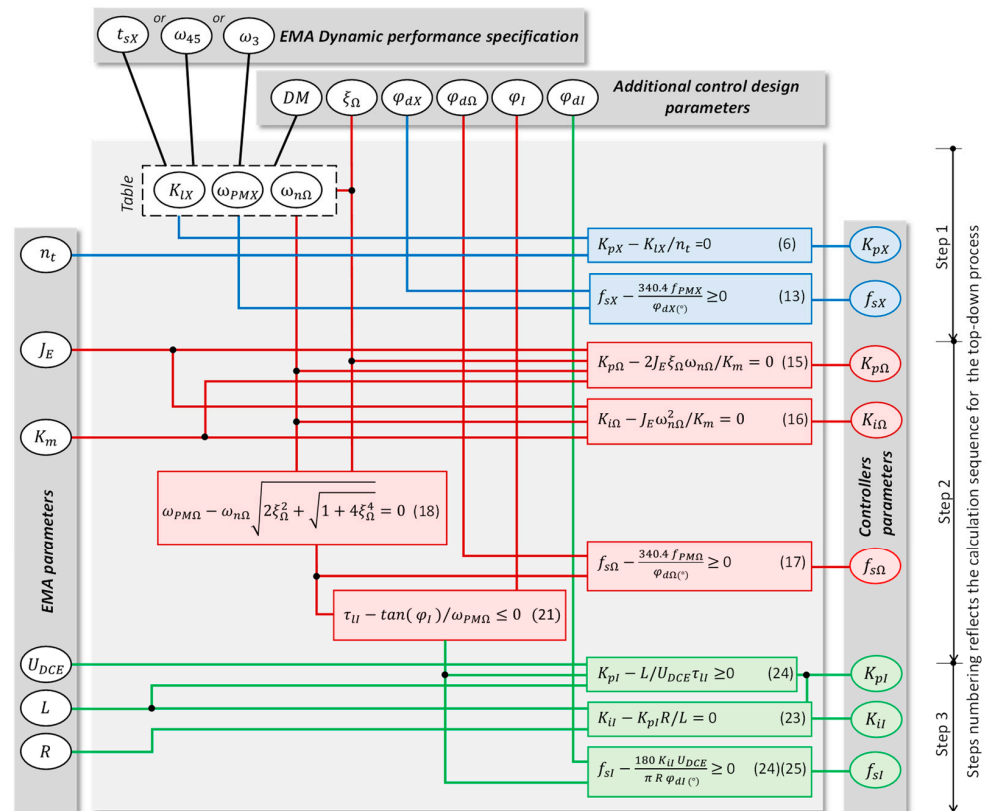 t_sX or ω_45 or ω_3 EMA Dynamic performance specification
DM ξ_Ω φ_dX φ_dΩ φ_I φ_dI Additional control design parameters
Table
K_lX ω_PMX ω_nΩ
EMA parameters
n_t
J_E
K_m
U_DCE
L
R
K_pX − K_lX/n_t =0 (6)
f_sX − 340.4 f_PMX / φ_dX(°) ≥0 (13)
K_pΩ − 2J_E ξ_Ω ω_nΩ/K_m = 0 (15)
K_iΩ − J_E ω_nΩ^2/K_m = 0 (16)
ω_PMΩ − ω_nΩ √(2ξ_Ω^2 + √(1 + 4ξ_Ω^4)) = 0 (18)
f_sΩ − 340.4 f_PMΩ / φ_dΩ(°) ≥0 (17)
τ_lI − tan( φ_I)/ω_PMΩ ≤ 0 (21)
K_pI − L/U_DCE τ_lI ≥0 (24)
K_iI − K_pI R/L = 0 (23)
f_sI − 180 K_iI U_DCE / π R φ_dI(°) ≥ 0 (24)(25)
Controllers parameters
K_pX
f_sX
K_pΩ
K_iΩ
f_sΩ
K_pI
K_iI
f_sI
Step 1
Step 2
Step 3
Steps numbering reflects the calculation sequence for the top-down process